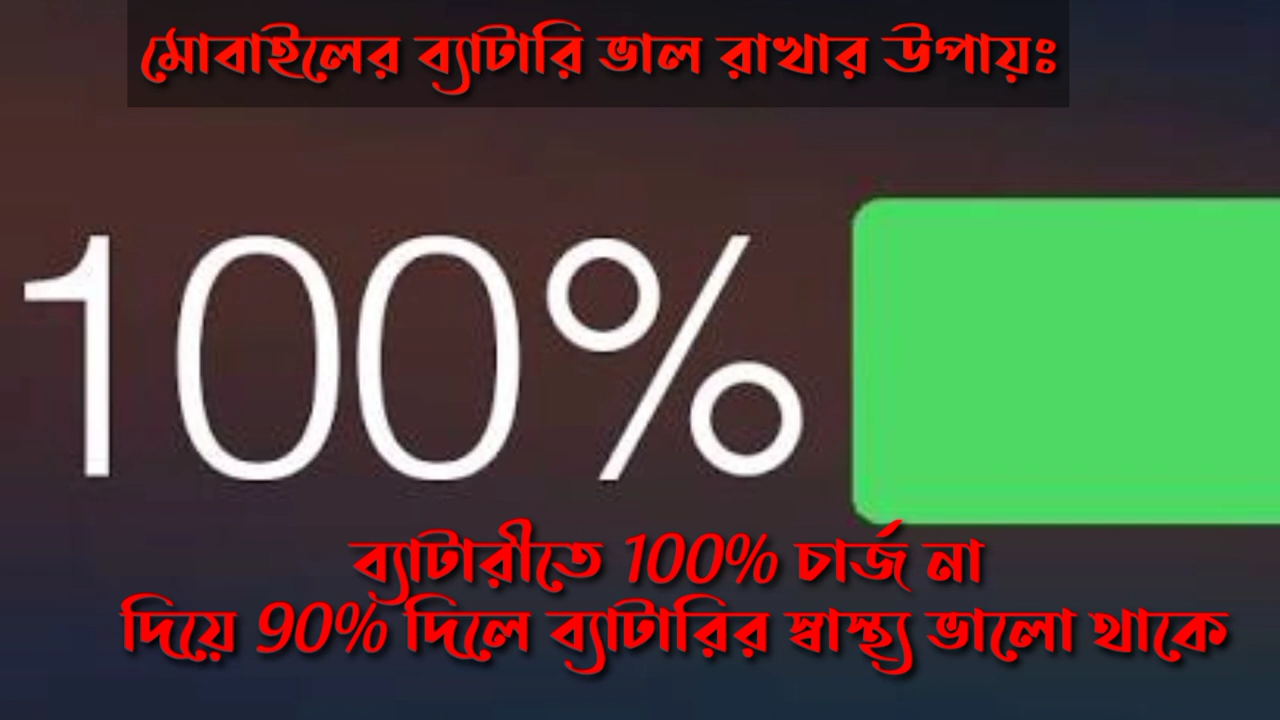 মোবাইলের ব্যাটারি ভাল রাখার উপায়ঃ
100%
ব্যাটারীতে 100% চার্জ না
দিয়ে 90% দিলে ব্যাটারির স্বাস্থ্য ভালো থাকে